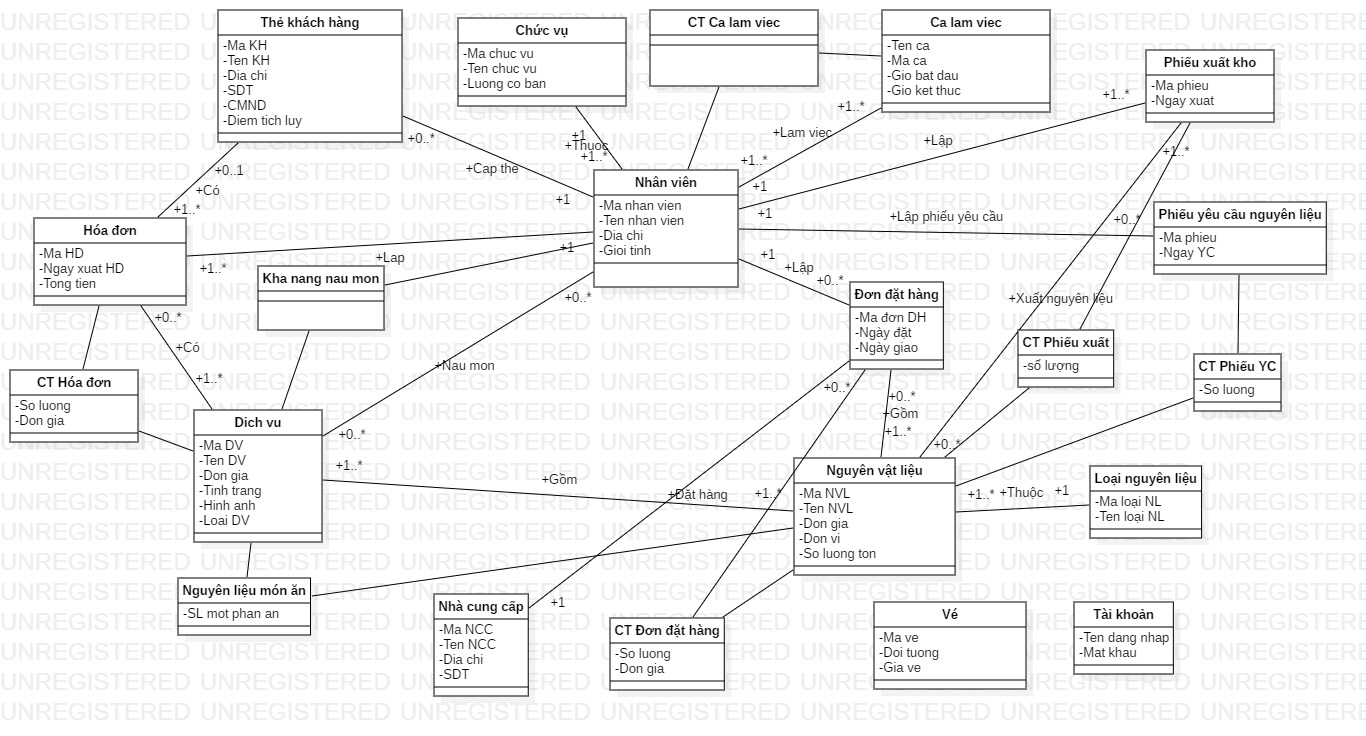 Thẻ khách hàng
-Ma KH
-Ten KH
-Dia chi
-SDT
-CMND
-Diem tich luy
Chức vụ
-Ma chuc vu
-Ten chuc vu
-Luong co ban
CT Ca lam viec
Ca lam viec
-Ten ca
-Ma ca
-Gio bat dau
-Gio ket thuc
Phiếu xuất kho
-Ma phieu
-Ngay xuat
+0..*
+Cap the
+1
+1
+Thuoc
+1..*
+1..*
+Lam viec
+1..*
+1
+1..*
+Lập
+1
+1..*
+0..*
+0..1
+Có
+1..*
Nhân viên
-Ma nhan vien
-Ten nhan vien
-Dia chi
-Gioi tinh
+Lập phiếu yêu cầu
Phiếu yêu cầu nguyên liệu
-Ma phieu
-Ngay YC
Hóa đơn
-Ma HD
-Ngay xuat HD
-Tong tien
+1..*
+Lap
+1
Kha nang nau mon
+1
+Lập
+0..*
Đơn đặt hàng
-Ma đơn DH
-Ngày đặt
-Ngày giao
+Xuất nguyên liệu
CT Phiếu xuất
-số lượng
CT Phiếu YC
-So luong
+0..*
+Có
+1..*
+0..*
+Nau mon
+0..*
CT Hóa đơn
-So luong
-Don gia
Dich vu
-Ma DV
-Ten DV
-Don gia
-Tinh trang
-Hinh anh
-Loai DV
+1..*
+Gồm
+1..*
+0..*
+Đặt hàng
+1
+0..*
+Gồm
+1..*
+0..*
Nguyên vật liệu
-Ma NVL
-Ten NVL
-Don gia
-Don vi
-So luong ton
+1..*
+Thuộc
+1
Loại nguyên liệu
-Ma loại NL
-Ten loại NL
Nguyên liệu món ăn
-SL mot phan an
Nhà cung cấp
-Ma NCC
-Ten NCC
-Dia chi
-SDT
CT Đơn đặt hàng
-So luong
-Don gia
Vé
-Ma ve
-Doi tuong
-Gia ve
Tài khoản
-Ten dang nhap
-Mat khau
UNREGISTERED